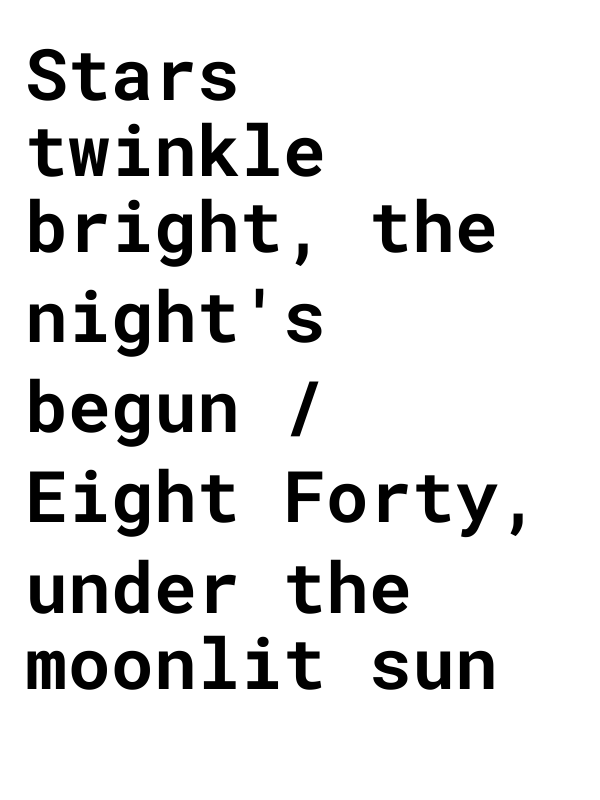 Stars
twinkle
bright, the
night's
begun /
Eight Forty,
under the
moonlit sun